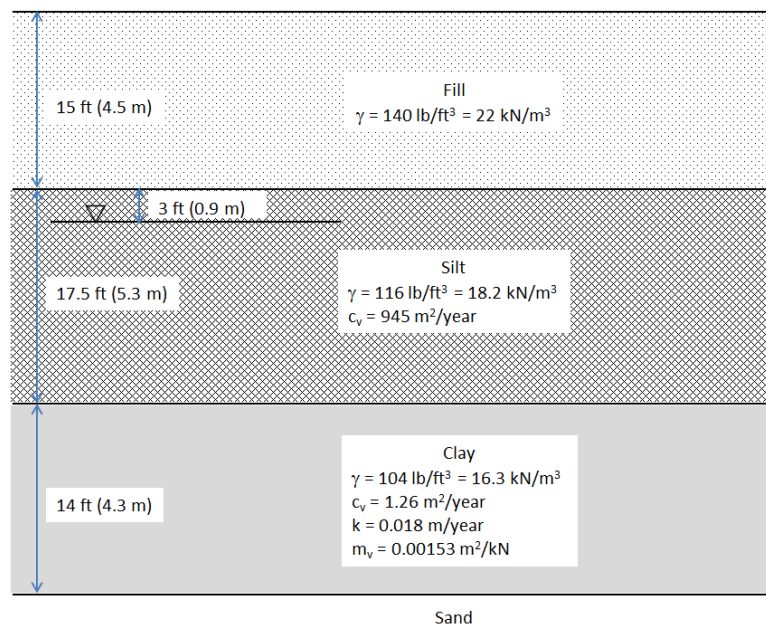 Fill
γ = 140 lb/ft³ = 22 kN/m³
15 ft (4.5 m)
3 ft (0.9 m)
Silt
γ = 116 lb/ft³ = 18.2 kN/m³
cᵥ = 945 m²/year
17.5 ft (5.3 m)
Clay
γ = 104 lb/ft³ = 16.3 kN/m³
cᵥ = 1.26 m²/year
k = 0.018 m/year
mᵥ = 0.00153 m²/kN
14 ft (4.3 m)
Sand